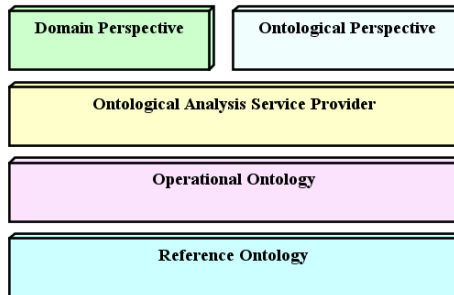 Domain Perspective
Ontological Perspective
Ontological Analysis Service Provider
Operational Ontology
Reference Ontology